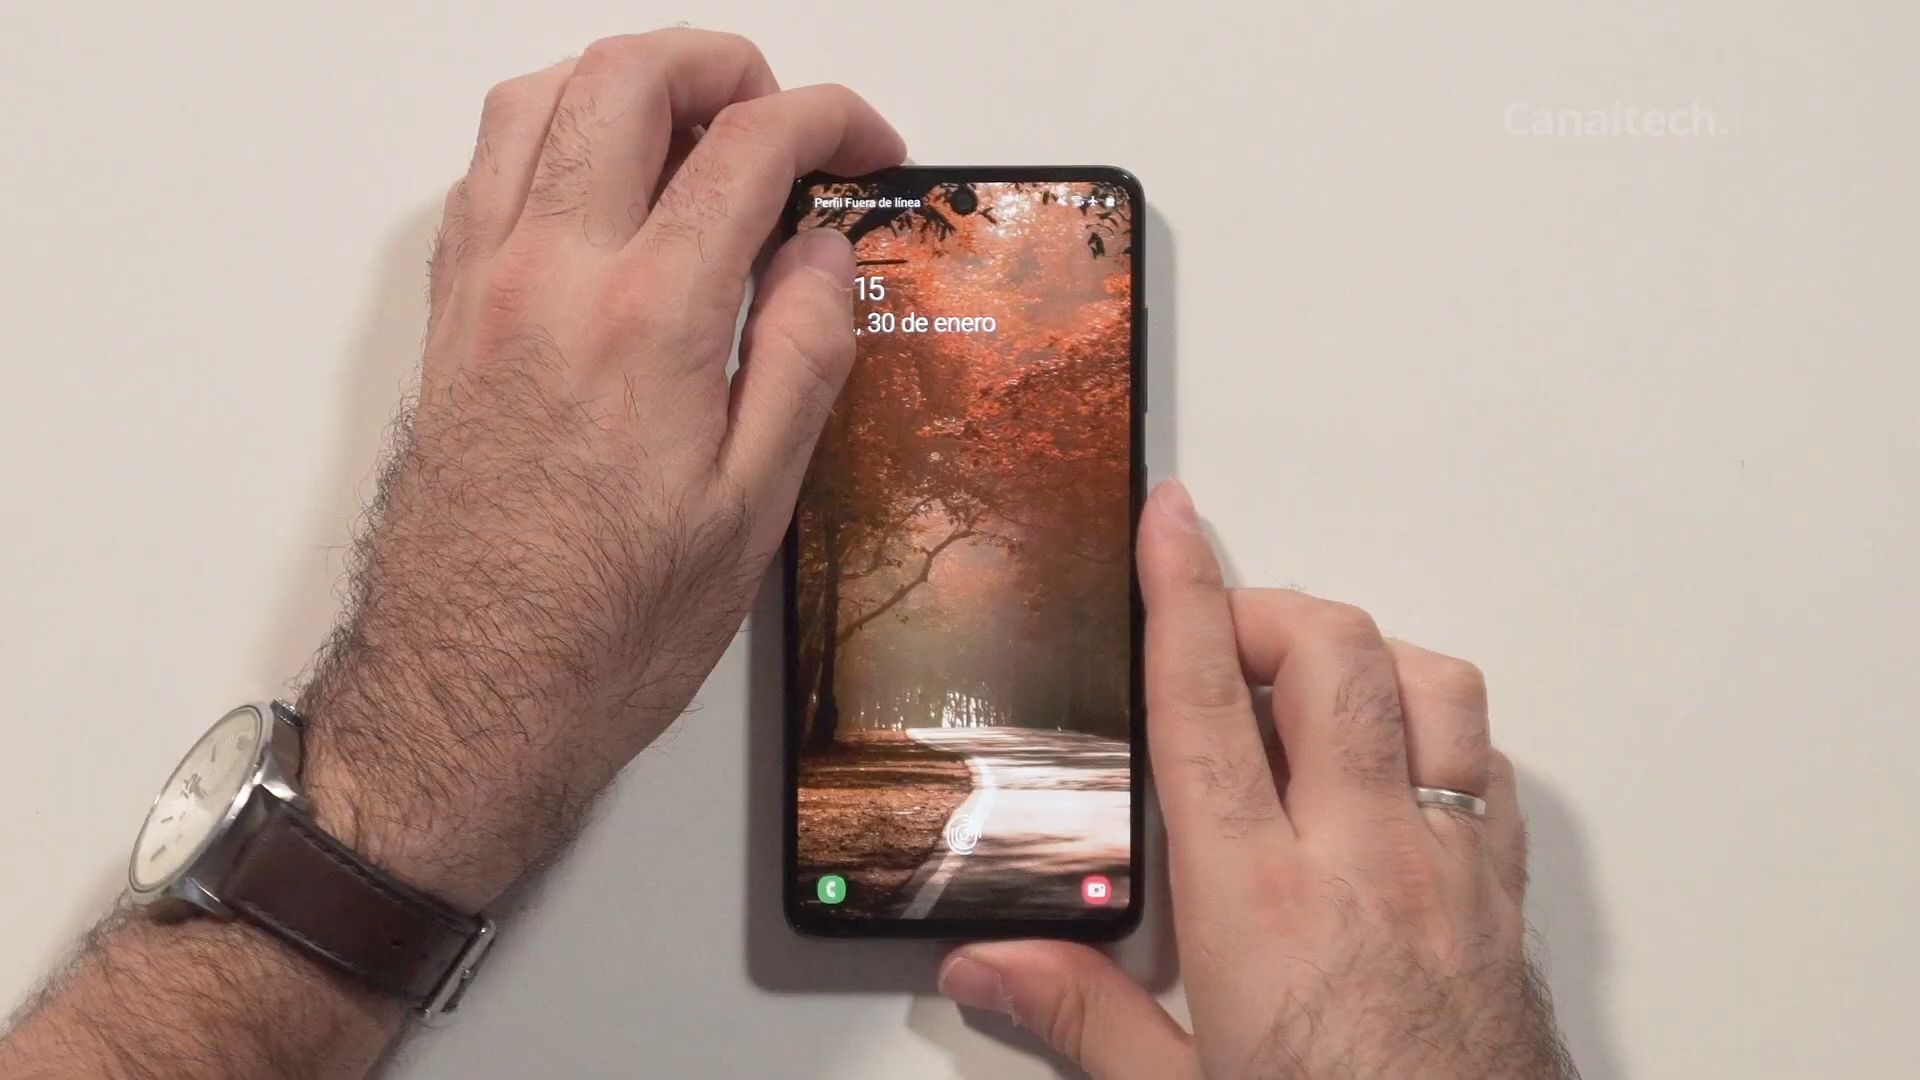 Canaltech.
Perfil Fuera de línea
15
., 30 de enero